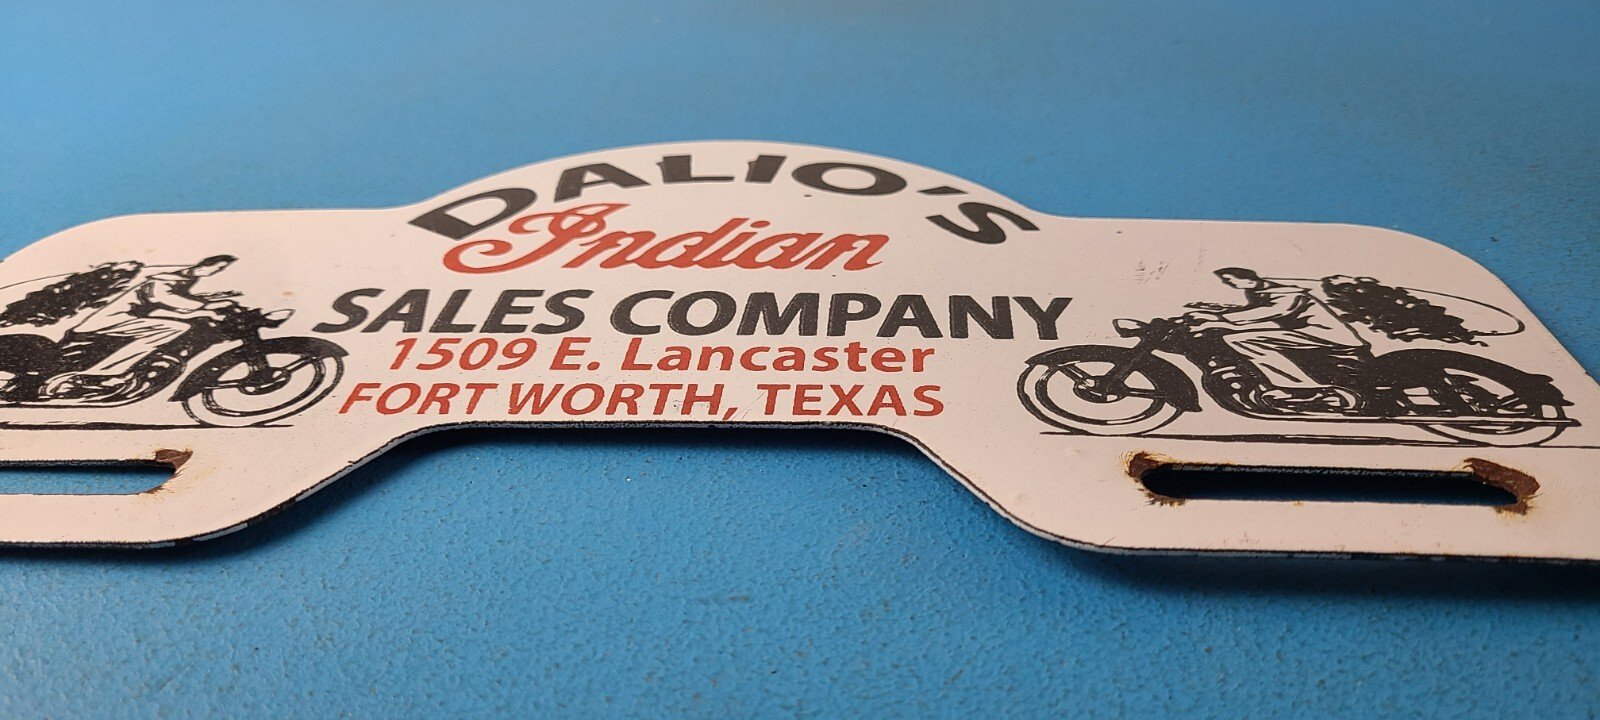 DALIO'S
Indian
SALES COMPANY
1509 E. Lancaster
FORT WORTH, TEXAS